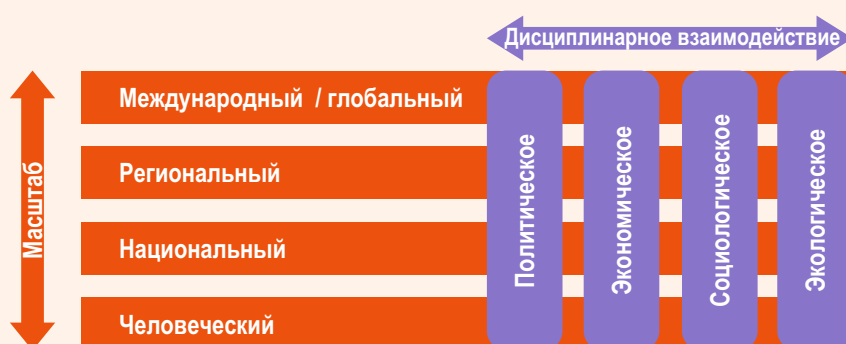 Дисциплинарное взаимодействие
Масштаб
Международный / глобальный
Региональный
Национальный
Человеческий
Политическое
Экономическое
Социологическое
Экологическое